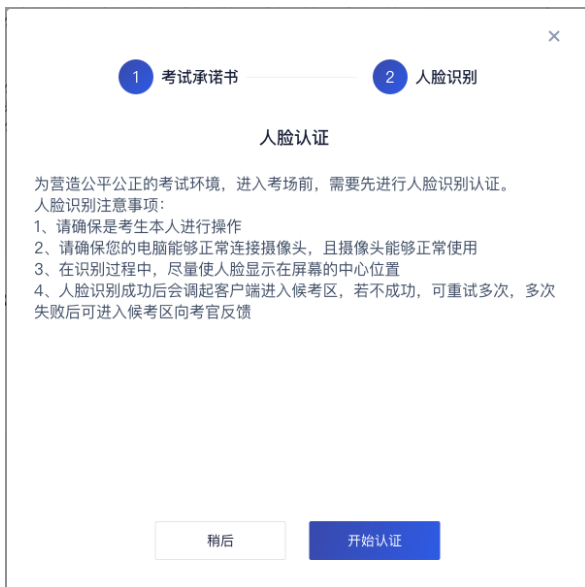 1 考试承诺书 2 人脸识别
人脸认证
为营造公平公正的考试环境，进入考场前，需要先进行人脸识别认证。
人脸识别注意事项：
1、请确保是考生本人进行操作
2、请确保您的电脑能够正常连接摄像头，且摄像头能够正常使用
3、在识别过程中，尽量使人脸显示在屏幕的中心位置
4、人脸识别成功后会调起客户端进入候考区，若不成功，可重试多次，多次
失败后可进入候考区向考官反馈
稍后 开始认证